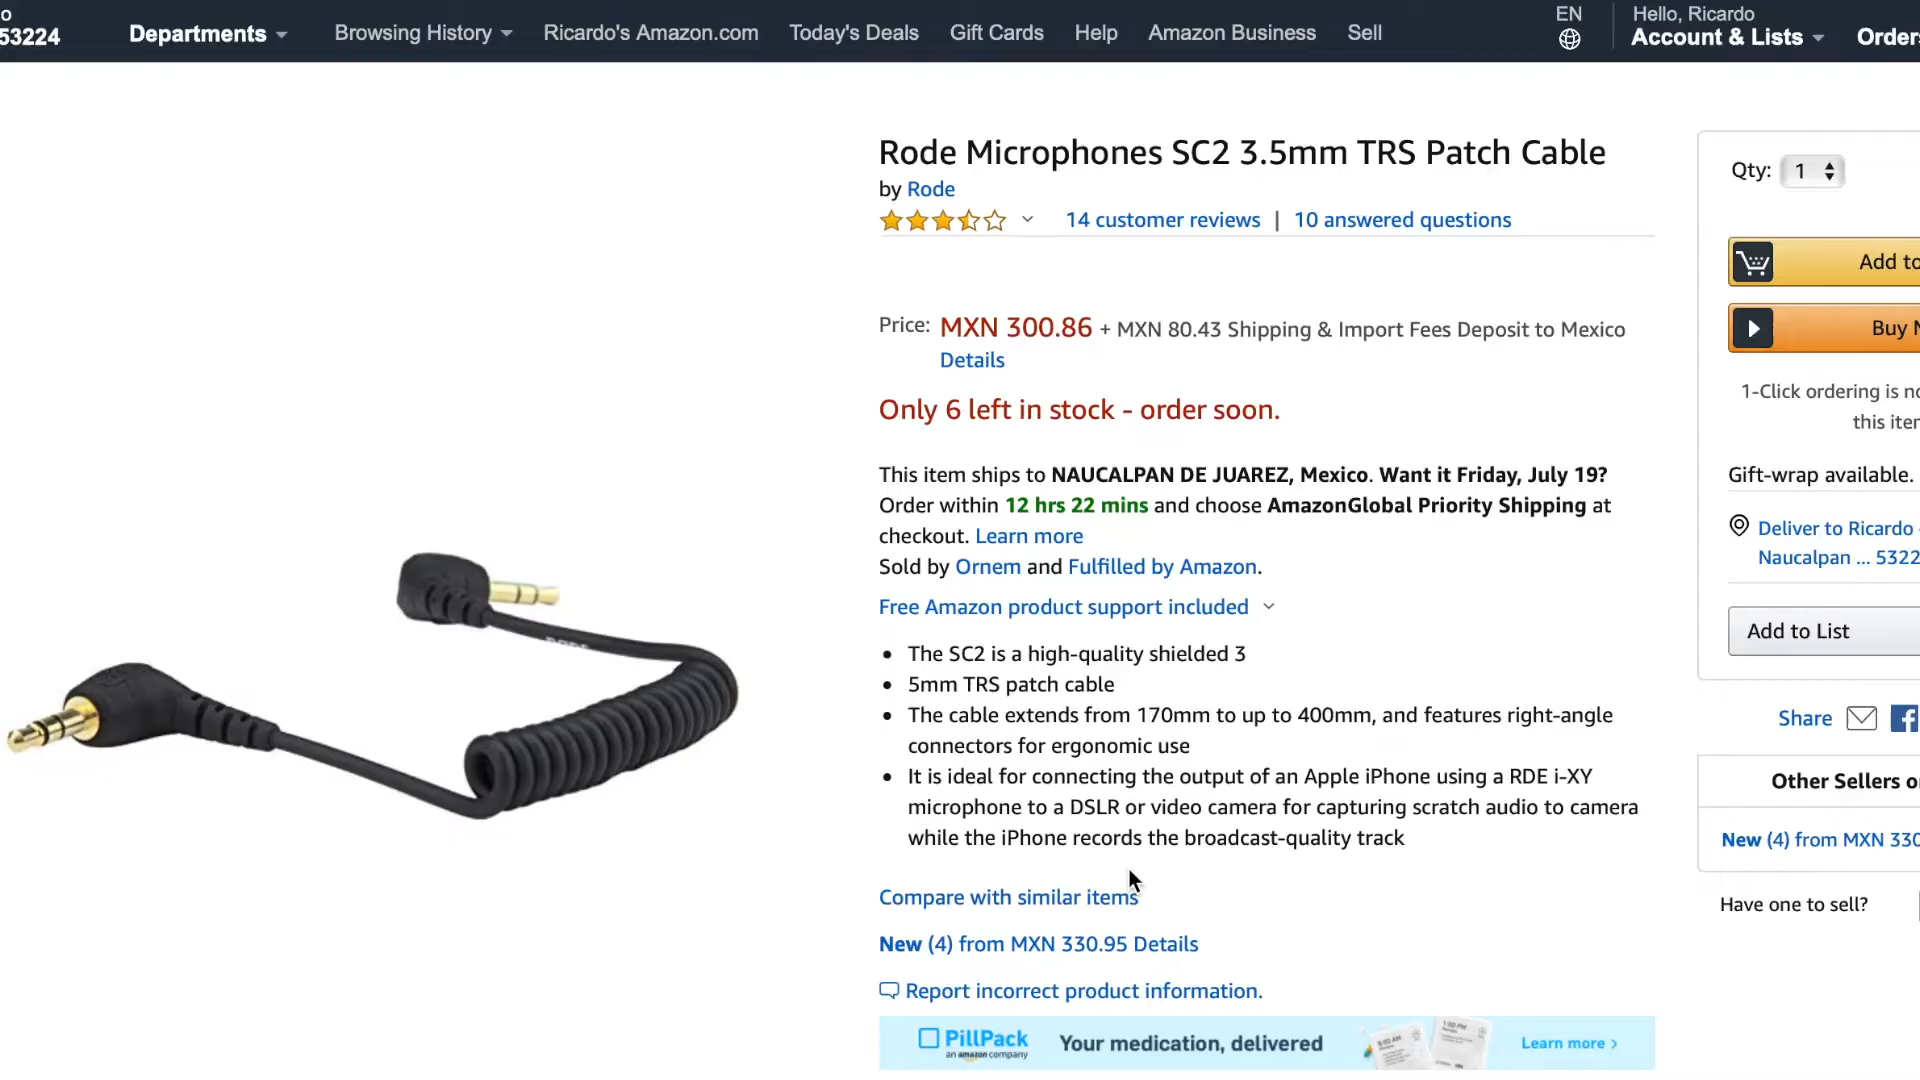 o
53224
Departments
Browsing History
Ricardo's Amazon.com
Today's Deals
Gift Cards
Help
Amazon Business
Sell
EN
Hello, Ricardo
Account & Lists
Orders
Rode Microphones SC2 3.5mm TRS Patch Cable
by Rode
14 customer reviews | 10 answered questions
Price: MXN 300.86 + MXN 80.43 Shipping & Import Fees Deposit to Mexico
Details
Only 6 left in stock - order soon.
This item ships to NAUCALPAN DE JUAREZ, Mexico. Want it Friday, July 19?
Order within 12 hrs 22 mins and choose AmazonGlobal Priority Shipping at
checkout. Learn more
Sold by Ornem and Fulfilled by Amazon.
Free Amazon product support included
• The SC2 is a high-quality shielded 3
• 5mm TRS patch cable
• The cable extends from 170mm to up to 400mm, and features right-angle
connectors for ergonomic use
• It is ideal for connecting the output of an Apple iPhone using a RDE i-XY
microphone to a DSLR or video camera for capturing scratch audio to camera
while the iPhone records the broadcast-quality track
Compare with similar items
New (4) from MXN 330.95 Details
Report incorrect product information.
PillPack
an amazon company
Your medication, delivered
Learn more ›
Qty: 1
Add to
Buy N
1-Click ordering is no
this iter
Gift-wrap available.
Deliver to Ricardo -
Naucalpan ... 5322
Add to List
Share
Other Sellers o
New (4) from MXN 330
Have one to sell?